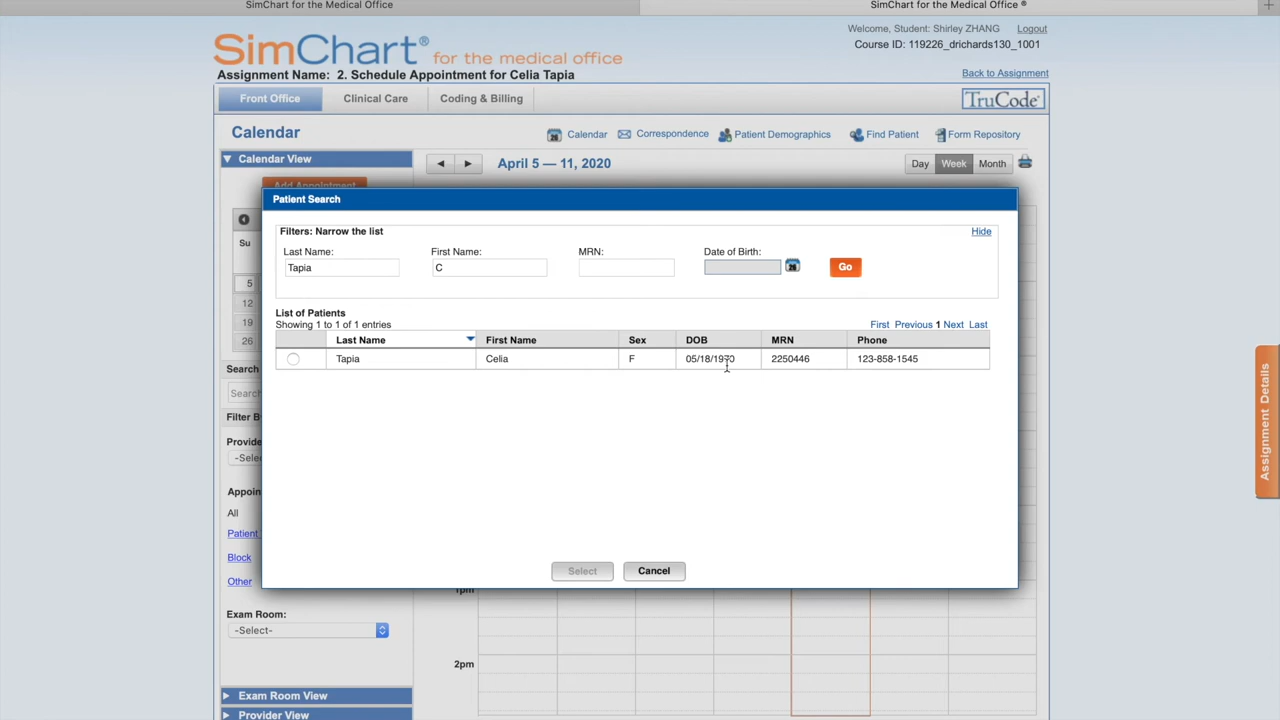 SimChart for the Medical Office
SimChart for the Medical Office ®
+
SimChart® for the medical office
Welcome, Student: Shirley ZHANG Logout
Course ID: 119226_drichards130_1001
Assignment Name: 2. Schedule Appointment for Celia Tapia
Back to Assignment
Front Office Clinical Care Coding & Billing
TruCode®
Calendar
28 Calendar Correspondence Patient Demographics Find Patient Form Repository
Calendar View
April 5 — 11, 2020
Day Week Month
Add Appointment
Patient Search
Su
5
12
19
26
Filters: Narrow the list
Hide
Last Name: First Name: MRN: Date of Birth:
Tapia C Go
List of Patients
Showing 1 to 1 of 1 entries
First Previous 1 Next Last
Last Name First Name Sex DOB MRN Phone
Tapia Celia F 05/18/1970 2250446 123-858-1545
Select Cancel
Search
Search
Filter B
Provide
-Selec
Appoin
All
Patient
Block
Other
Exam Room:
-Select-
Exam Room View
Provider View
1pm
2pm
Assignment Details